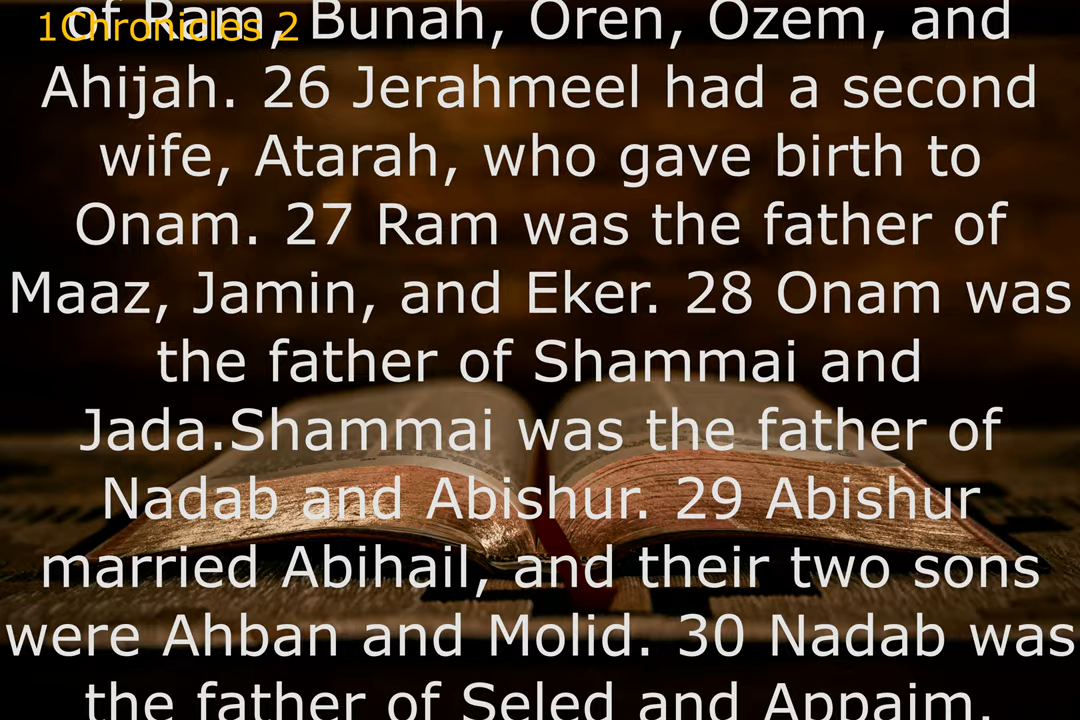 1Chronicles 2
of Ram, Bunah, Oren, Ozem, and
Ahijah. 26 Jerahmeel had a second
wife, Atarah, who gave birth to
Onam. 27 Ram was the father of
Maaz, Jamin, and Eker. 28 Onam was
the father of Shammai and
Jada.Shammai was the father of
Nadab and Abishur. 29 Abishur
married Abihail, and their two sons
were Ahban and Molid. 30 Nadab was
the father of Seled and Appaim.